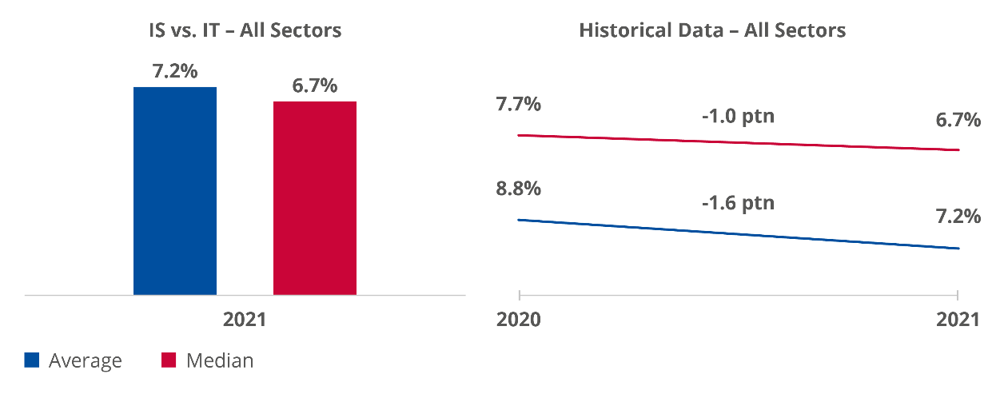 IS vs. IT – All Sectors
7.2%
6.7%
2021
Average
Median
Historical Data – All Sectors
7.7%
-1.0 ptn
6.7%
8.8%
-1.6 ptn
7.2%
2020
2021